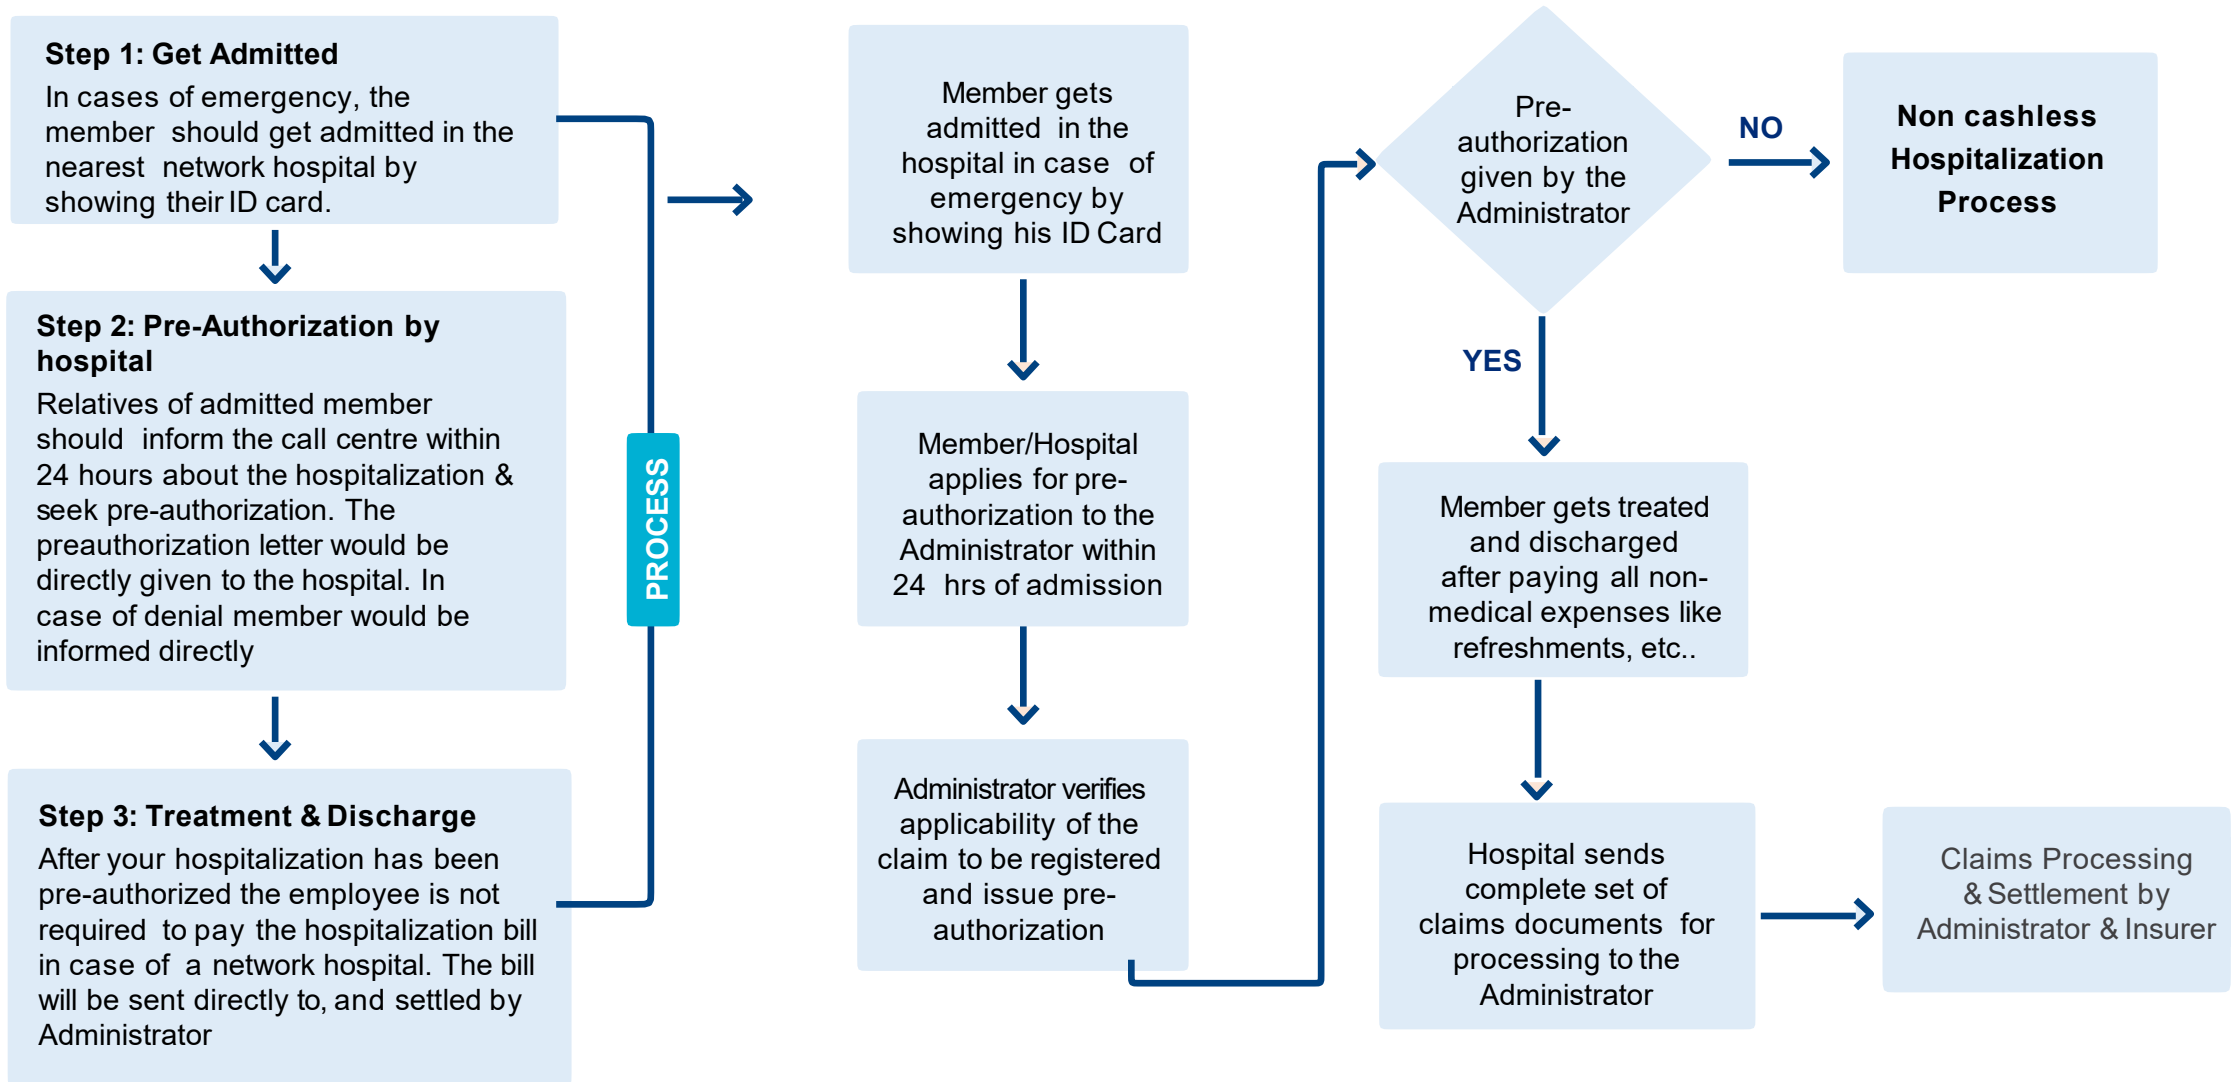 Step 1: Get Admitted
In cases of emergency, the
member should get admitted in the
nearest network hospital by
showing their ID card.
Step 2: Pre-Authorization by
hospital
Relatives of admitted member
should inform the call centre within
24 hours about the hospitalization &
seek pre-authorization. The
preauthorization letter would be
directly given to the hospital. In
case of denial member would be
informed directly
Step 3: Treatment & Discharge
After your hospitalization has been
pre-authorized the employee is not
required to pay the hospitalization bill
in case of a network hospital. The bill
will be sent directly to, and settled by
Administrator
PROCESS
Member gets
admitted in the
hospital in case of
emergency by
showing his ID Card
Member/Hospital
applies for pre-
authorization to the
Administrator within
24 hrs of admission
Administrator verifies
applicability of the
claim to be registered
and issue pre-
authorization
Pre-
authorization
given by the
Administrator
NO
Non cashless
Hospitalization
Process
YES
Member gets treated
and discharged
after paying all non-
medical expenses like
refreshments, etc..
Hospital sends
complete set of
claims documents for
processing to the
Administrator
Claims Processing
& Settlement by
Administrator & Insurer